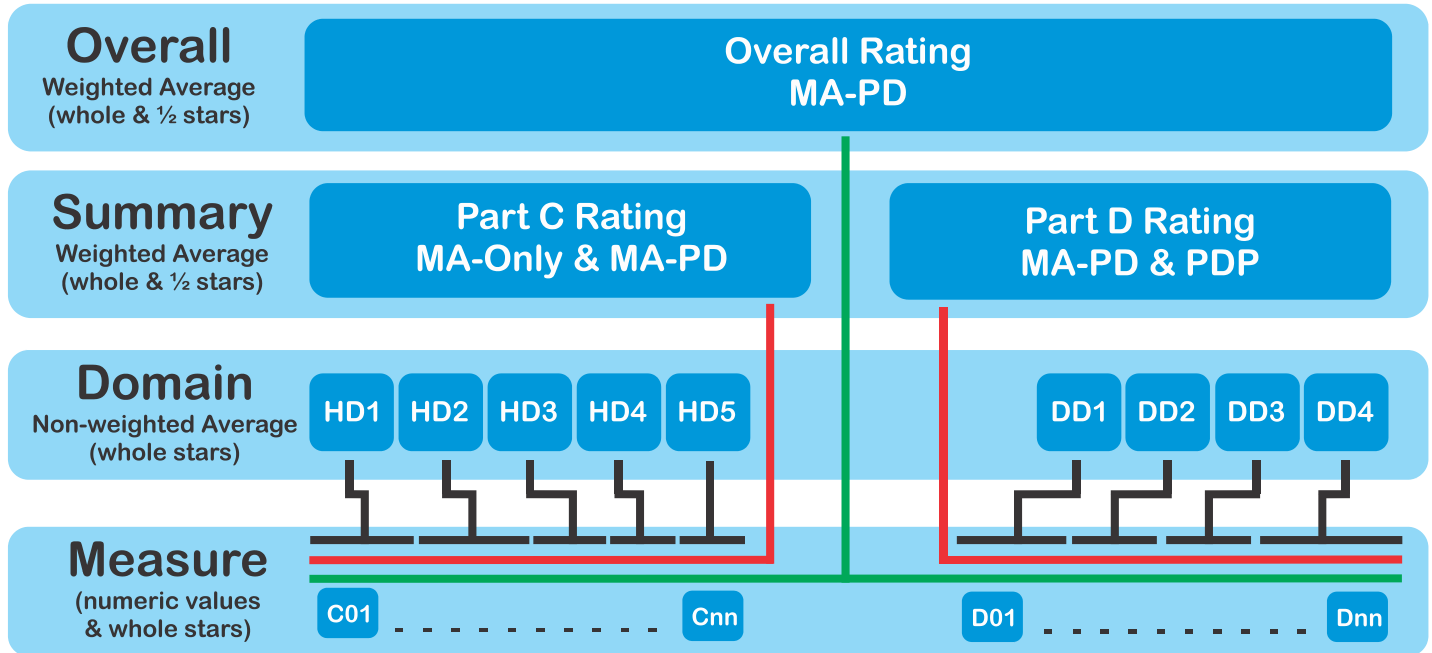 Overall
Weighted Average
(whole & ½ stars)
Overall Rating
MA-PD
Summary
Weighted Average
(whole & ½ stars)
Part C Rating
MA-Only & MA-PD
Part D Rating
MA-PD & PDP
Domain
Non-weighted Average
(whole stars)
HD1 HD2 HD3 HD4 HD5
DD1 DD2 DD3 DD4
Measure
(numeric values
& whole stars)
C01 Cnn
D01 Dnn